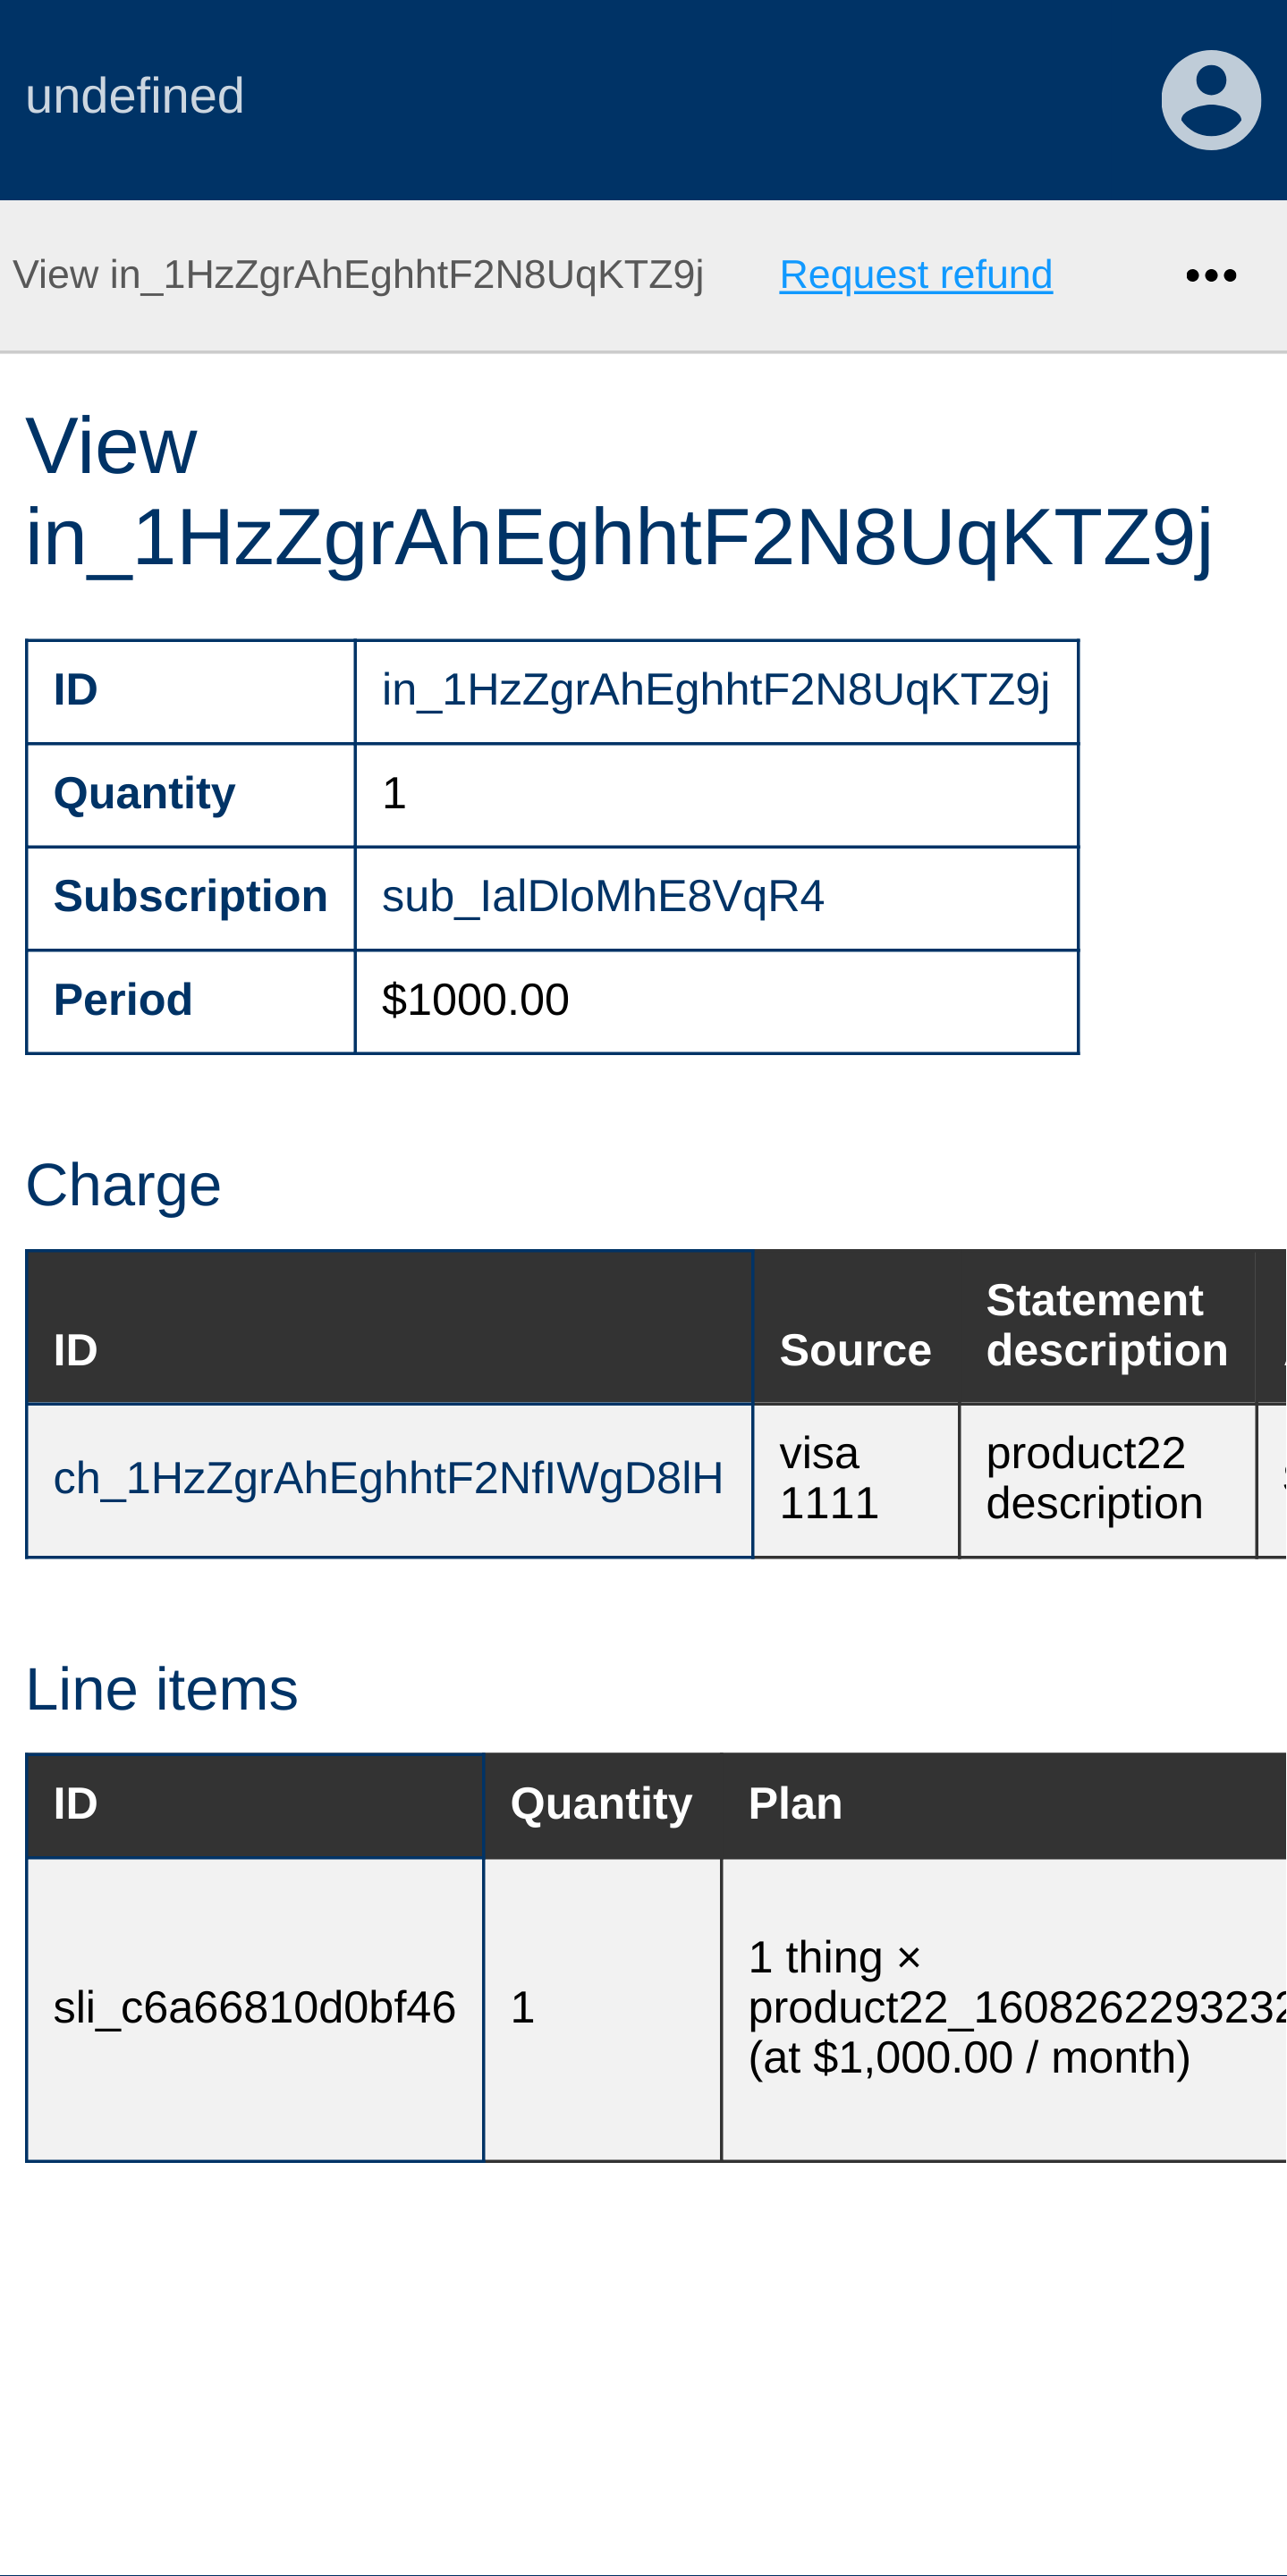 undefined
View in_1HzZgrAhEghhtF2N8UqKTZ9j Request refund
View
in_1HzZgrAhEghhtF2N8UqKTZ9j
ID in_1HzZgrAhEghhtF2N8UqKTZ9j
Quantity 1
Subscription sub_IalDloMhE8VqR4
Period $1000.00
Charge
Statement
ID Source description
visa product22
ch_1HzZgrAhEghhtF2NfIWgD8lH
1111 description
Line items
ID Quantity Plan
1 thing ×
sli_c6a66810d0bf46 1 product22_1608262293232
(at $1,000.00 / month)